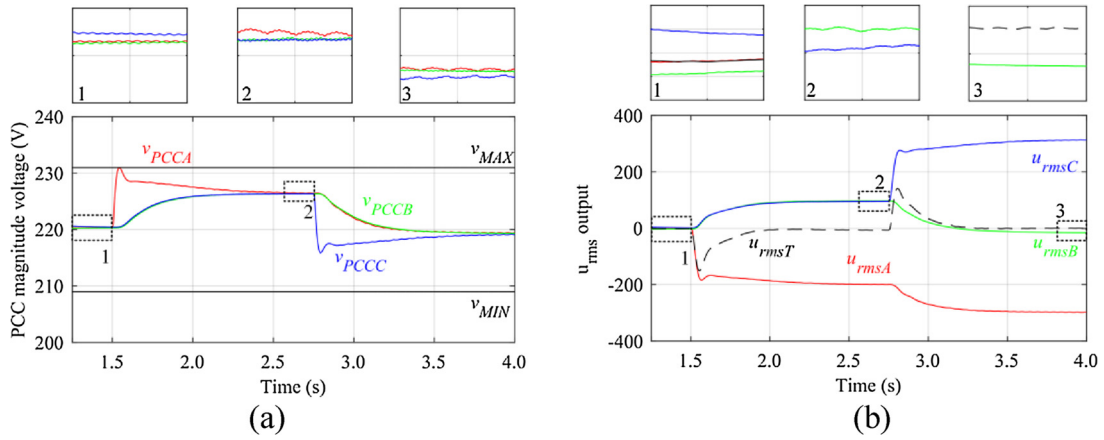 1
2
3
PCC magnitude voltage (V)
240
230
220
210
200
v_PCCA
v_MAX
v_PCCB
v_PCCC
v_MIN
1
2
1.5
2.0
2.5
3.0
3.5
4.0
Time (s)
(a)
1
2
3
u_rms output
400
200
0
-200
-400
u_rmsC
u_rmsT
u_rmsB
u_rmsA
1
2
3
1.5
2.0
2.5
3.0
3.5
4.0
Time (s)
(b)